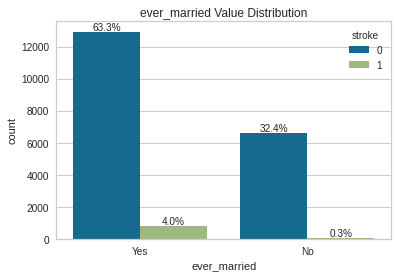 ever_married Value Distribution
63.3%
stroke
0
1
12000
10000
8000
6000
4000
2000
0
32.4%
4.0%
0.3%
count
Yes
No
ever_married